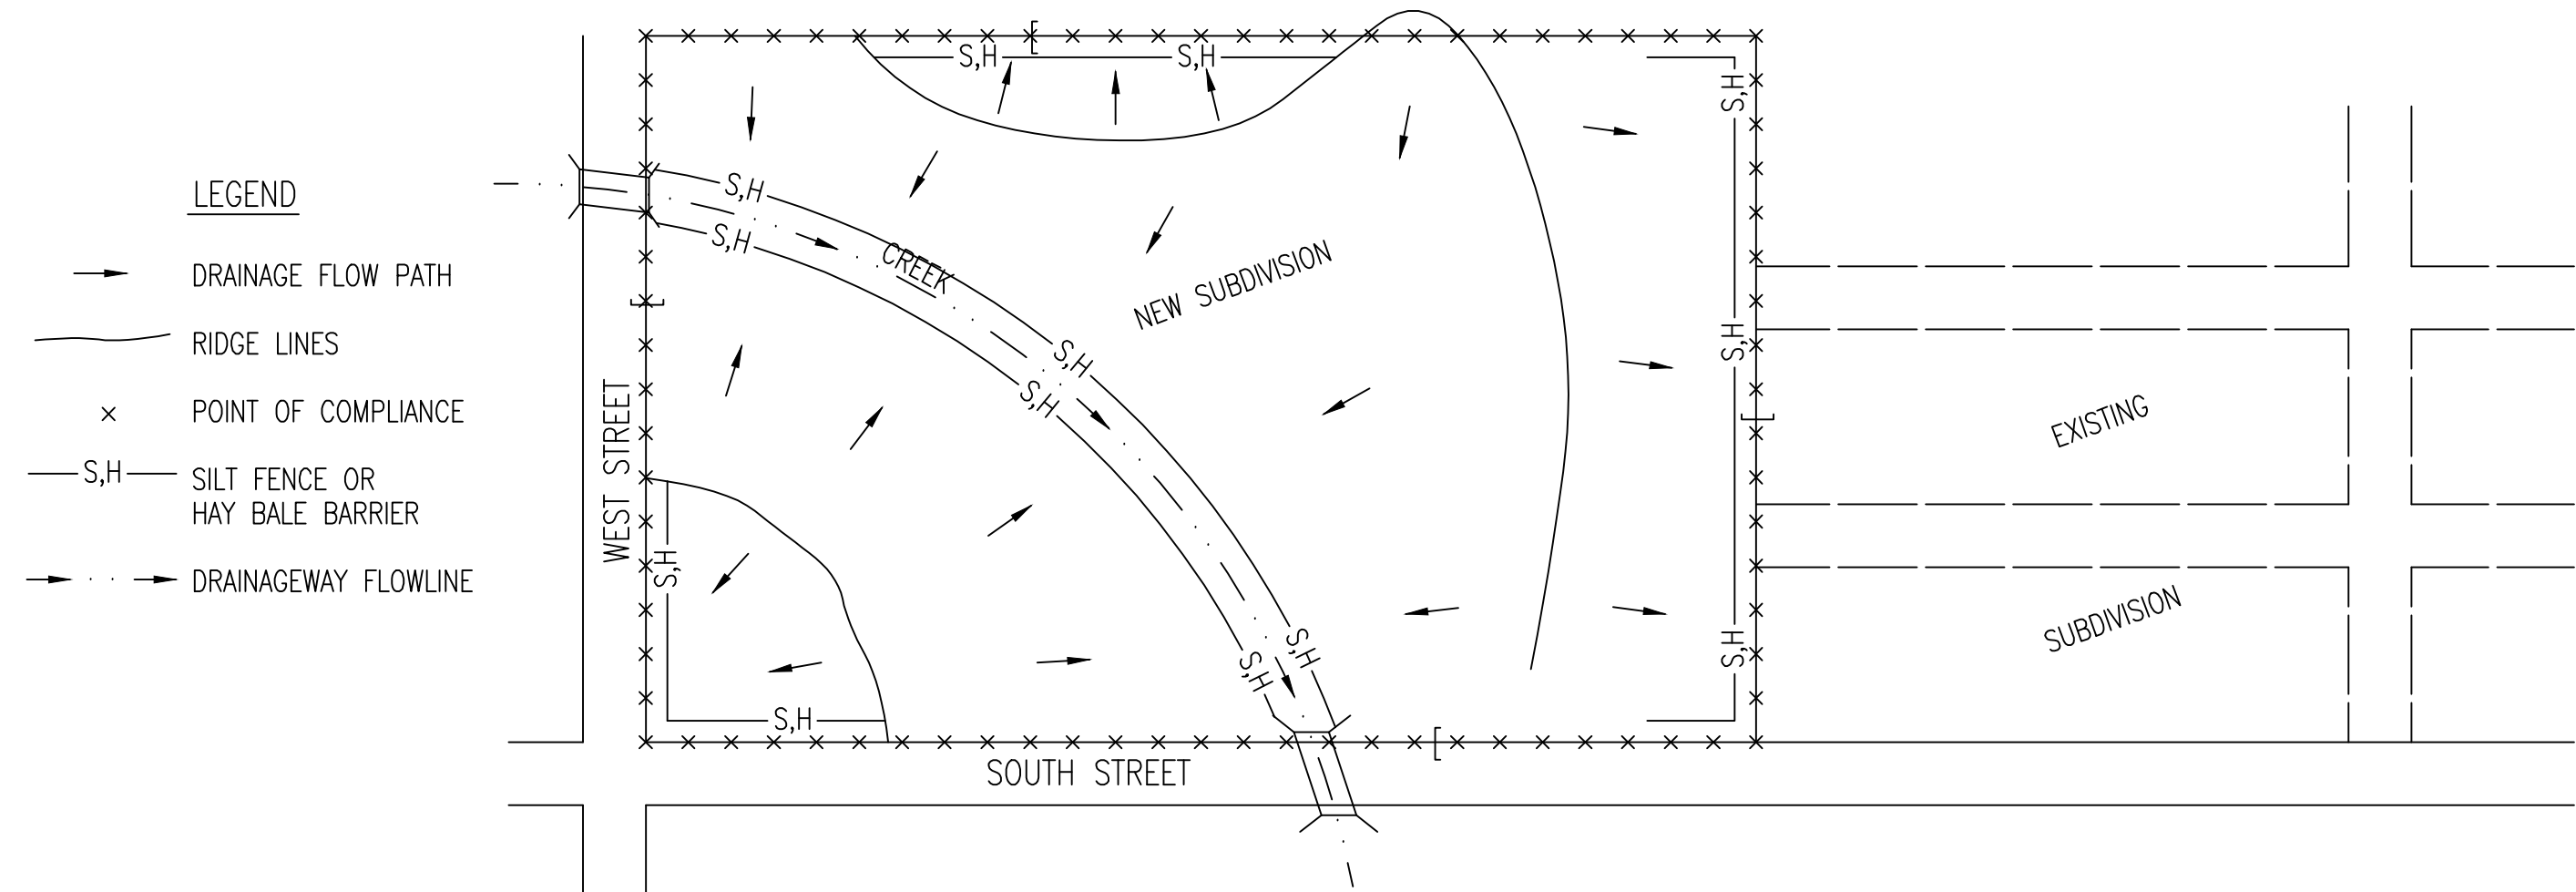 LEGEND
DRAINAGE FLOW PATH
RIDGE LINES
POINT OF COMPLIANCE
S,H
SILT FENCE OR
HAY BALE BARRIER
DRAINAGEWAY FLOWLINE
S,H
S,H
S,H
S,H
S,H
CREEK
NEW SUBDIVISION
S,H
S,H
S,H
WEST STREET
EXISTING
S,H
S,H
S,H
S,H
SUBDIVISION
S,H
SOUTH STREET